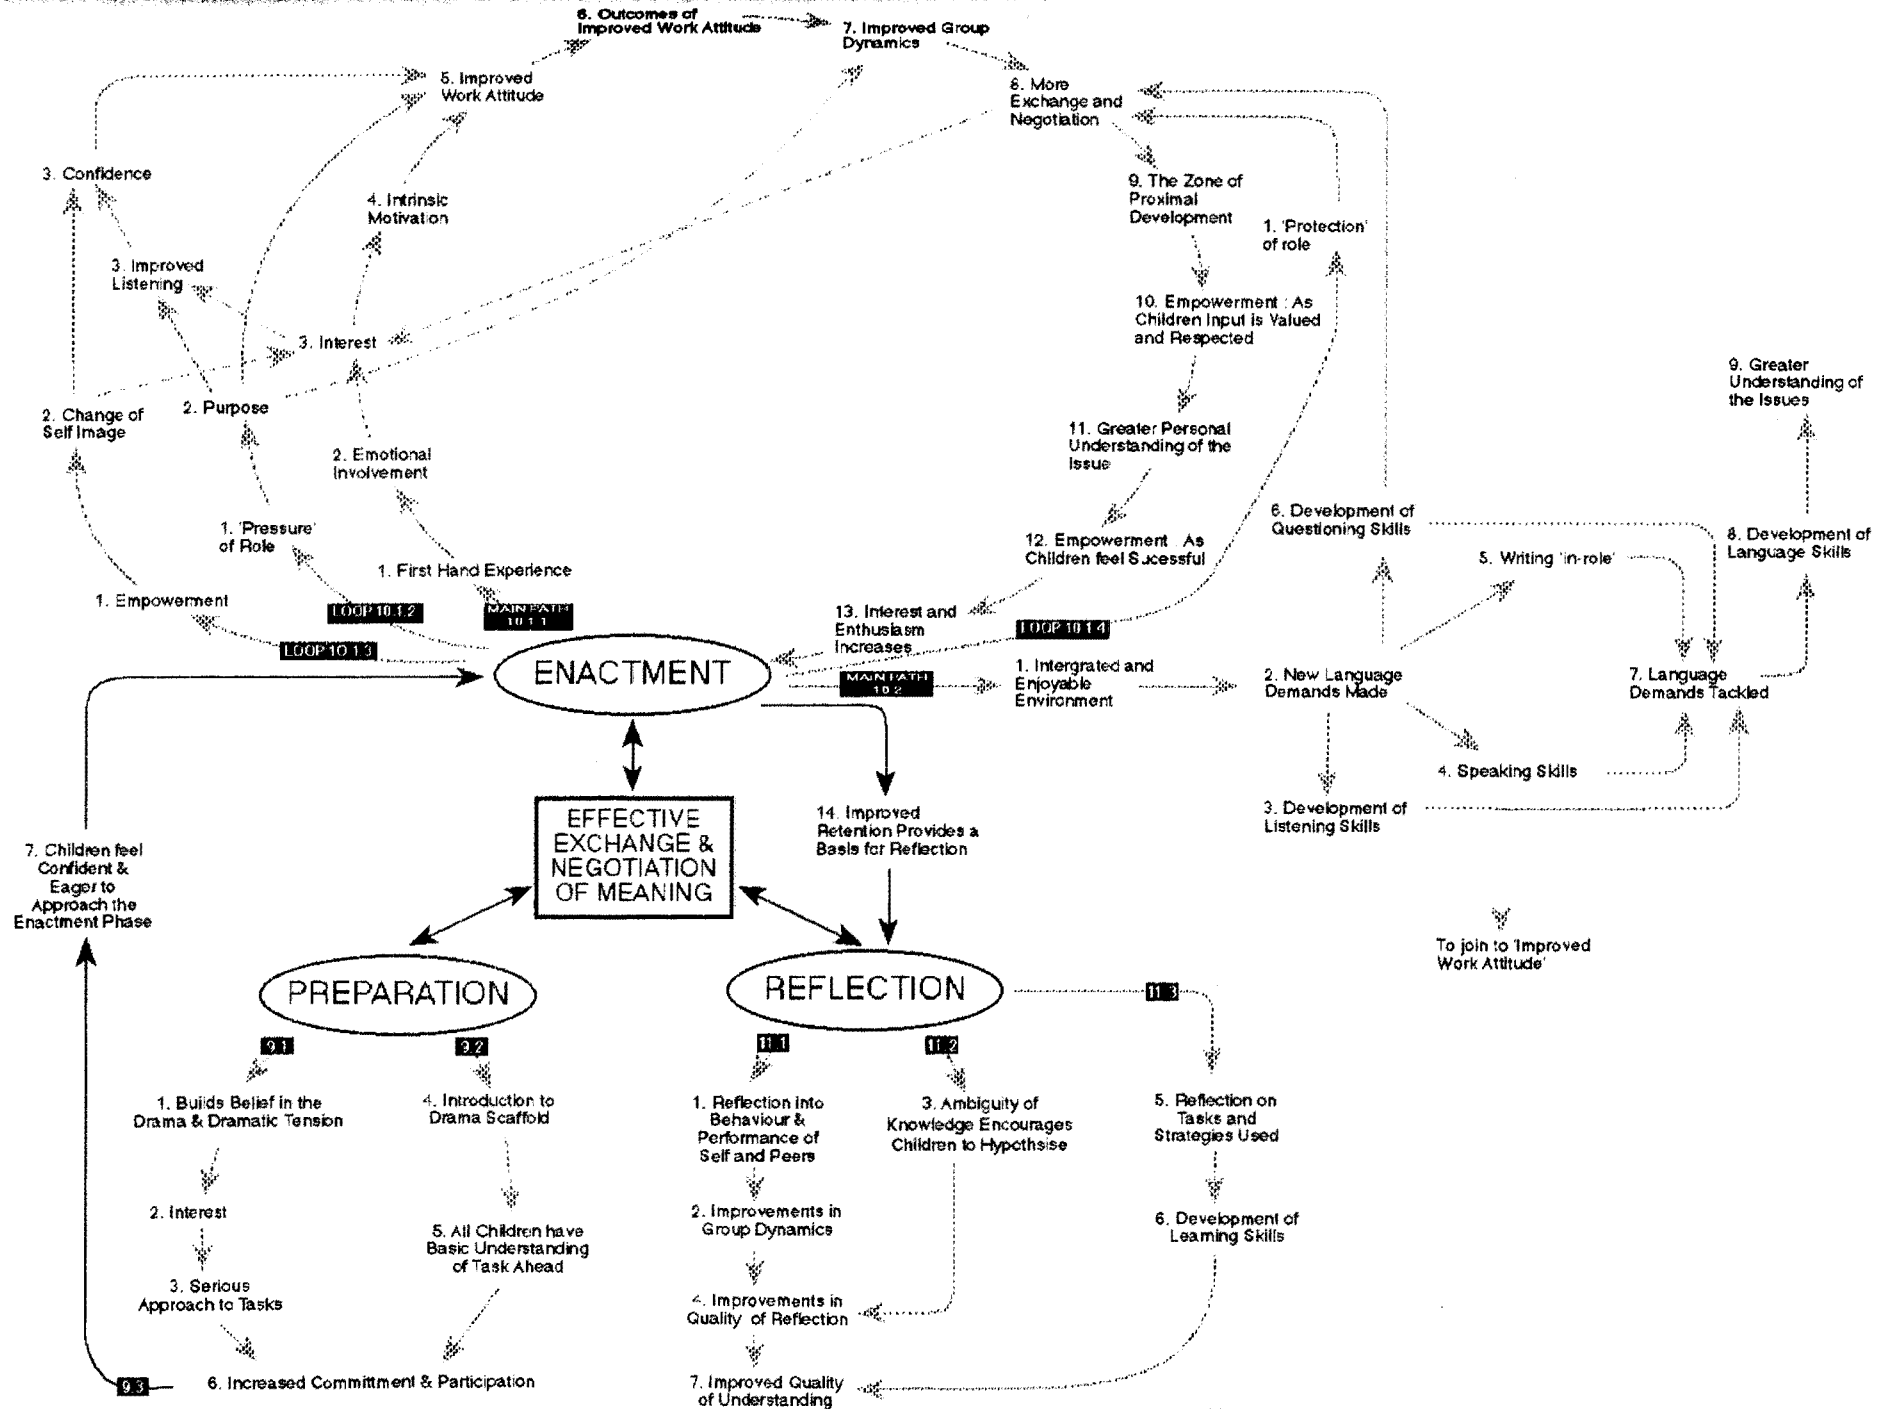 6. Outcomes of
Improved Work Attitude
7. Improved Group
Dynamics
5. Improved
Work Attitude
8. More
Exchange and
Negotiation
3. Confidence
4. Intrinsic
Motivation
9. The Zone of
Proximal
Development
1. 'Protection'
of role
3. Improved
Listening
10. Empowerment : As
Children Input is Valued
and Respected
3. Interest
9. Greater
Understanding of
the Issues
2. Change of
Self Image
2. Purpose
11. Greater Personal
Understanding of the
Issue
2. Emotional
Involvement
1. 'Pressure'
of Role
6. Development of
Questioning Skills
8. Development of
Language Skills
12. Empowerment : As
Children feel Sucessful
5. Writing 'in-role'
1. First Hand Experience
1. Empowerment
LOOP 10.1.2
MAIN PATH
10.1.1
13. Interest and
Enthusiasm
Increases
LOOP 10.1.4
LOOP 10.1.3
ENACTMENT
MAIN PATH
10.2
1. Intergrated and
Enjoyable
Environment
2. New Language
Demands Made
7. Language
Demands Tackled
4. Speaking Skills
3. Development of
Listening Skills
EFFECTIVE
EXCHANGE &
NEGOTIATION
OF MEANING
14. Improved
Retention Provides a
Basis for Reflection
7. Children feel
Confident &
Eager to
Approach the
Enactment Phase
To join to 'Improved
Work Attitude'
PREPARATION
REFLECTION
11.3
9.1
9.2
11.1
11.2
1. Builds Belief in the
Drama & Dramatic Tension
4. Introduction to
Drama Scaffold
1. Reflection into
Behaviour &
Performance of
Self and Peers
3. Ambiguity of
Knowledge Encourages
Children to Hypothsise
5. Reflection on
Tasks and
Strategies Used
2. Interest
5. All Children have
Basic Understanding
of Task Ahead
2. Improvements in
Group Dynamics
6. Development of
Learning Skills
3. Serious
Approach to Tasks
4. Improvements in
Quality of Reflection
9.3
6. Increased Committment & Participation
7. Improved Quality
of Understanding